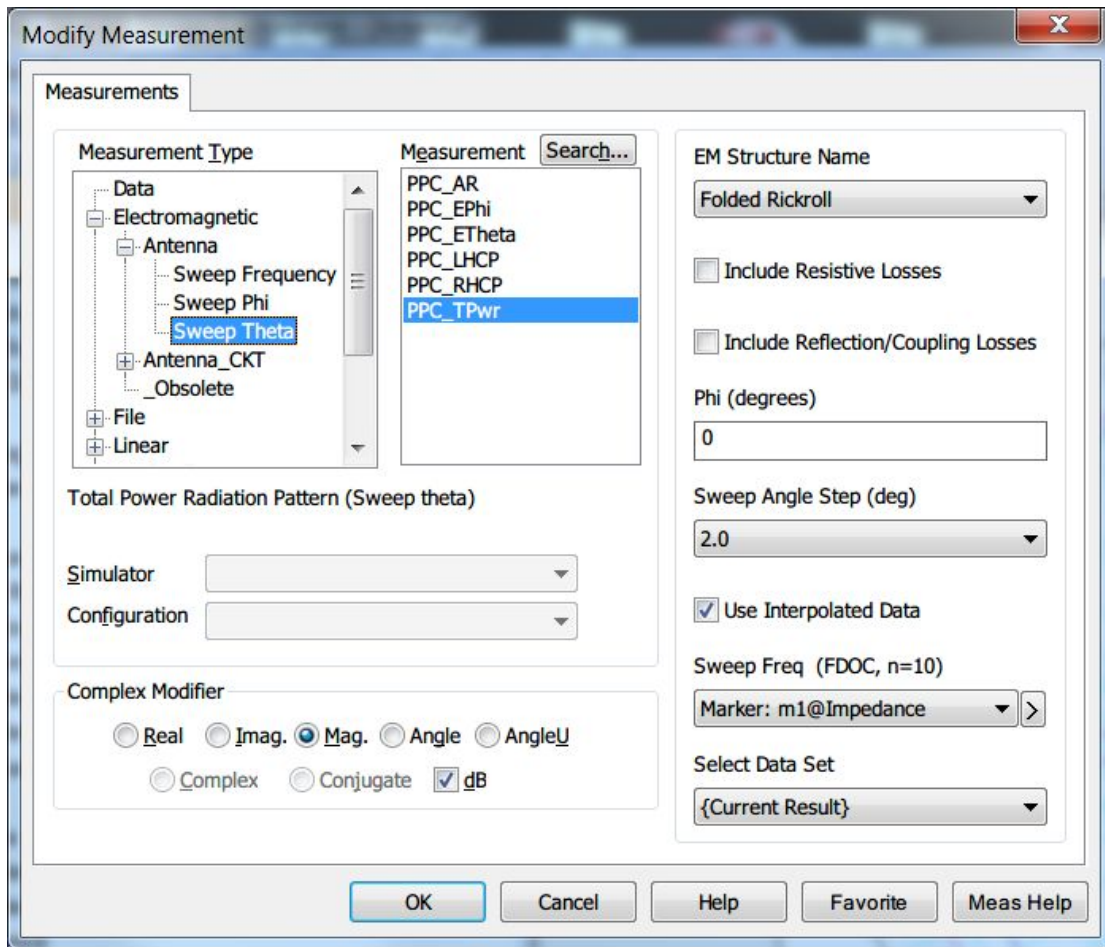 Modify Measurement
X
Measurements
Measurement Type
Data
Electromagnetic
Antenna
Sweep Frequency
Sweep Phi
Sweep Theta
Antenna_CKT
_Obsolete
File
Linear
Measurement Search...
PPC_AR
PPC_EPhi
PPC_ETheta
PPC_LHCP
PPC_RHCP
PPC_TPwr
Total Power Radiation Pattern (Sweep theta)
Simulator
Configuration
Complex Modifier
Real Imag. Mag. Angle AngleU
Complex Conjugate dB
EM Structure Name
Folded Rickroll
Include Resistive Losses
Include Reflection/Coupling Losses
Phi (degrees)
0
Sweep Angle Step (deg)
2.0
Use Interpolated Data
Sweep Freq (FDOC, n=10)
Marker: m1@Impedance >
Select Data Set
{Current Result}
OK Cancel Help Favorite Meas Help